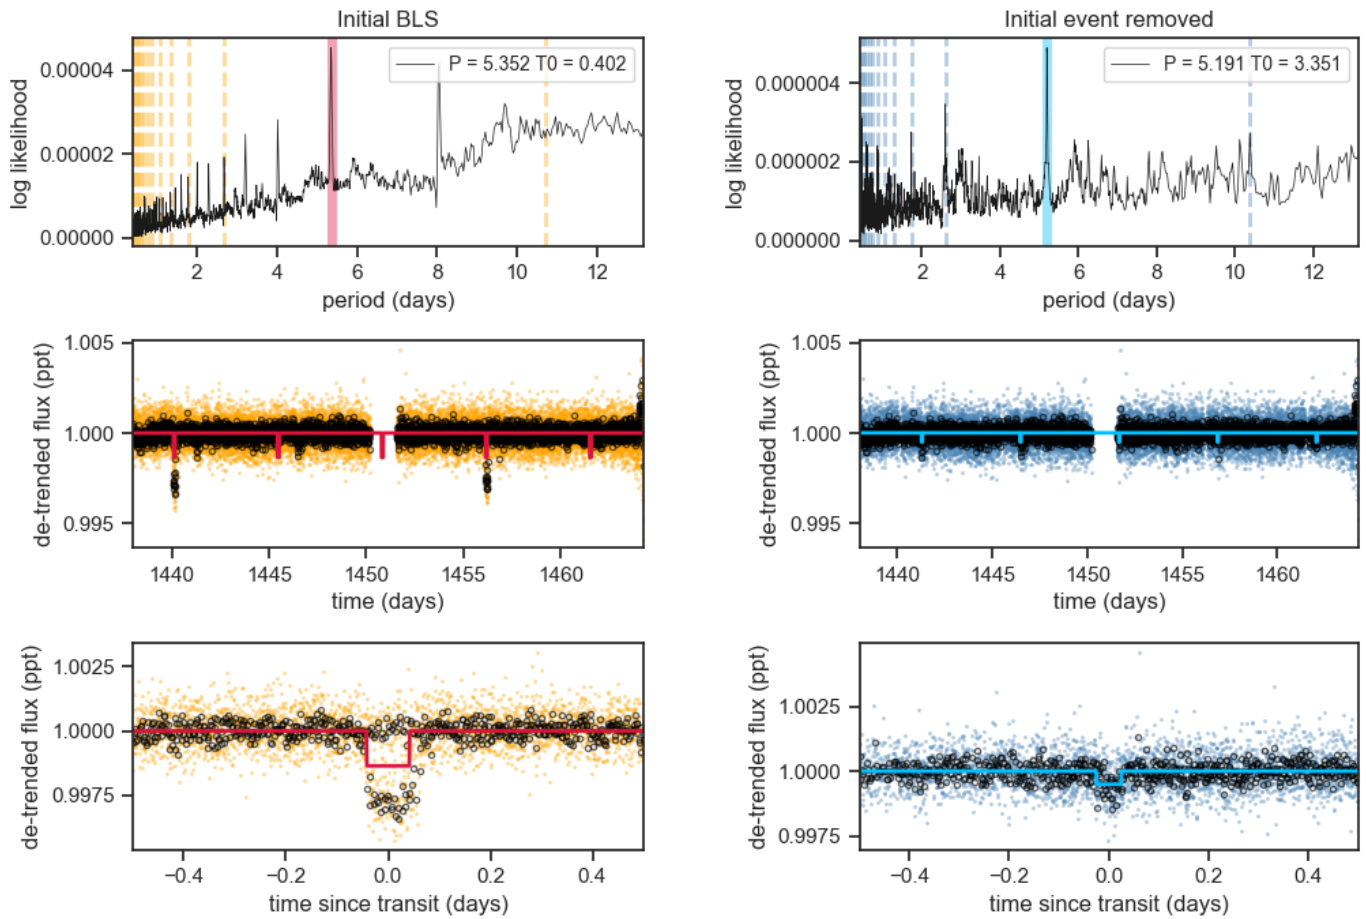 Initial BLS
Initial event removed
log likelihood
0.00004
0.00002
0.00000
P = 5.352 T0 = 0.402
2 4 6 8 10 12
period (days)
log likelihood
0.000004
0.000002
0.000000
P = 5.191 T0 = 3.351
2 4 6 8 10 12
period (days)
de-trended flux (ppt)
1.005
1.000
0.995
1440 1445 1450 1456 1460
time (days)
de-trended flux (ppt)
1.005
1.000
0.995
1440 1445 1450 1456 1460
time (days)
de-trended flux (ppt)
1.0025
1.0000
0.9975
−0.4 −0.2 0.0 0.2 0.4
time since transit (days)
de-trended flux (ppt)
1.0025
1.0000
0.9975
−0.4 −0.2 0.0 0.2 0.4
time since transit (days)